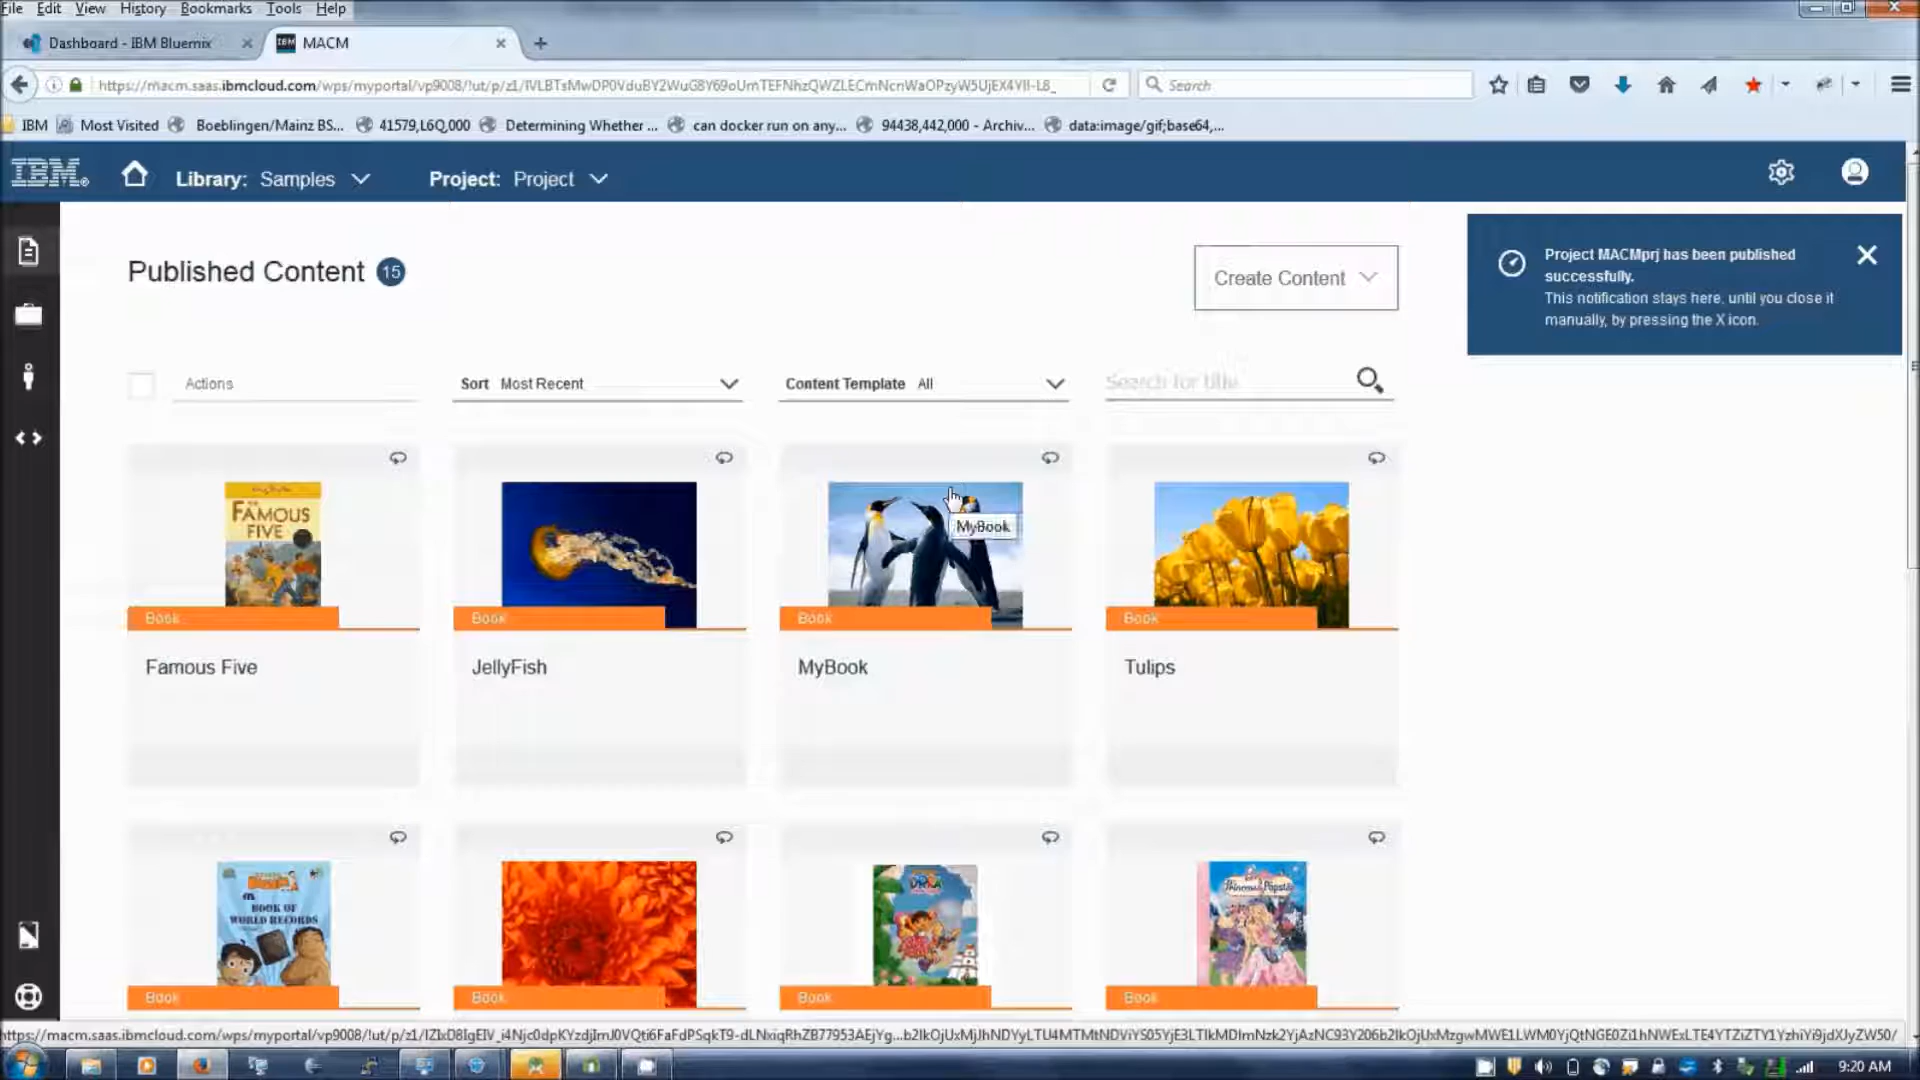 File Edit View History Bookmarks Tools Help
Dashboard - IBM Bluemix
IBM MACM
Search
IBM Most Visited Boeblingen/Mainz BS... 41579,L6Q,000 Determining Whether ... can docker run on any... 94438,442,000 - Archiv... data:image/gif;base64,...
IBM Library: Samples Project: Project
Published Content 15
Create Content
Project MACMprj has been published
successfully.
This notification stays here, until you close it
manually, by pressing the X icon.
Actions
Sort Most Recent
Content Template All
Search for title
FAMOUS
FIVE
MyBook
Book Book Book Book
Famous Five JellyFish MyBook Tulips
BOOK OF
WORLD RECORDS
DORA
Book Book Book Book
9:20 AM